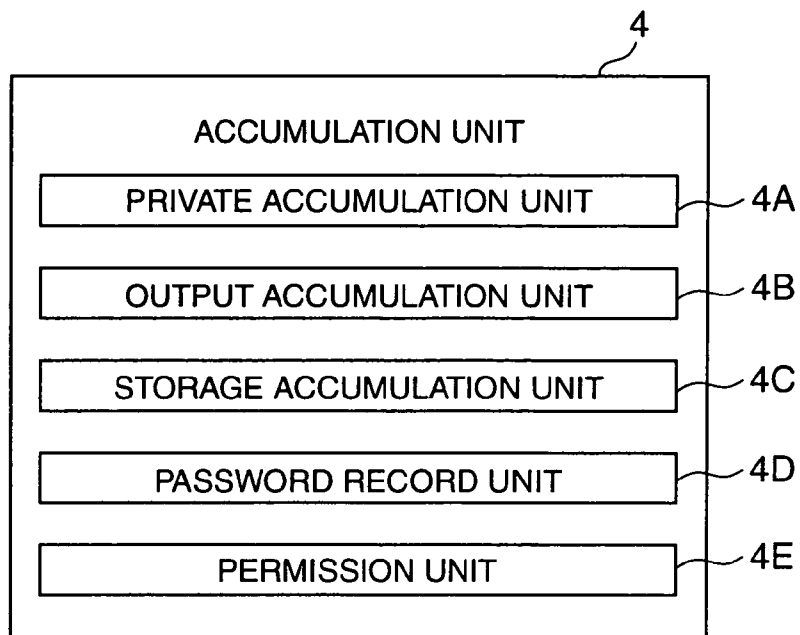 4
ACCUMULATION UNIT
PRIVATE ACCUMULATION UNIT 4A
OUTPUT ACCUMULATION UNIT 4B
STORAGE ACCUMULATION UNIT 4C
PASSWORD RECORD UNIT 4D
PERMISSION UNIT 4E